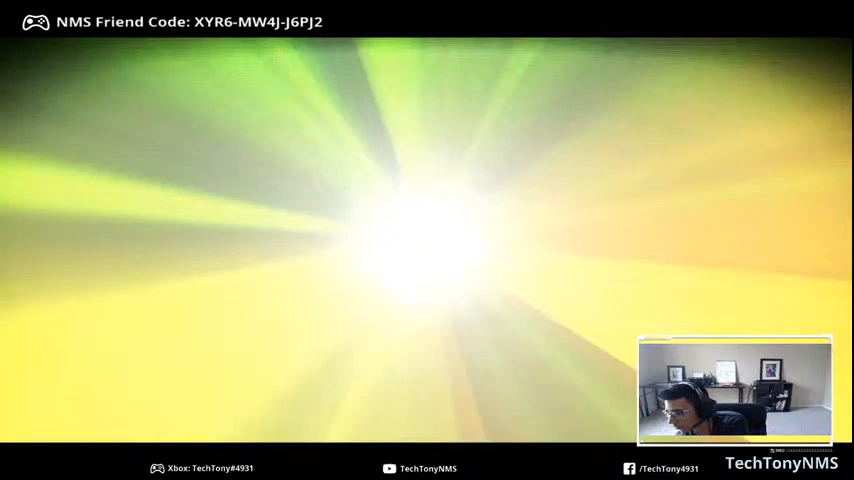 NMS Friend Code: XYR6-MW4J-J6PJ2
Xbox: TechTony#4931
TechTonyNMS
/TechTony4931
TechTonyNMS